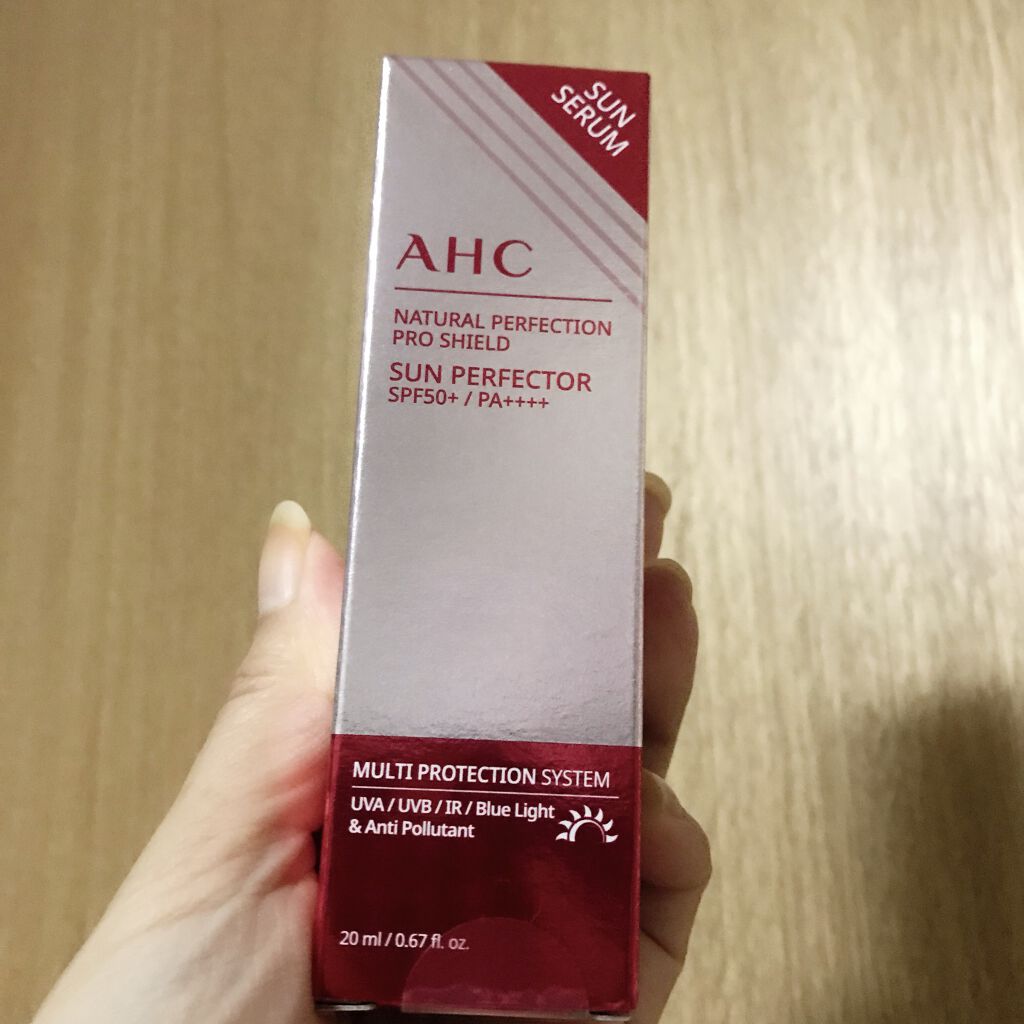 SUN
SERUM
AHC
NATURAL PERFECTION
PRO SHIELD
SUN PERFECTOR
SPF50+ / PA++++
MULTI PROTECTION SYSTEM
UVA / UVB / IR / Blue Light
& Anti Pollutant
20 ml / 0.67 fl. oz.